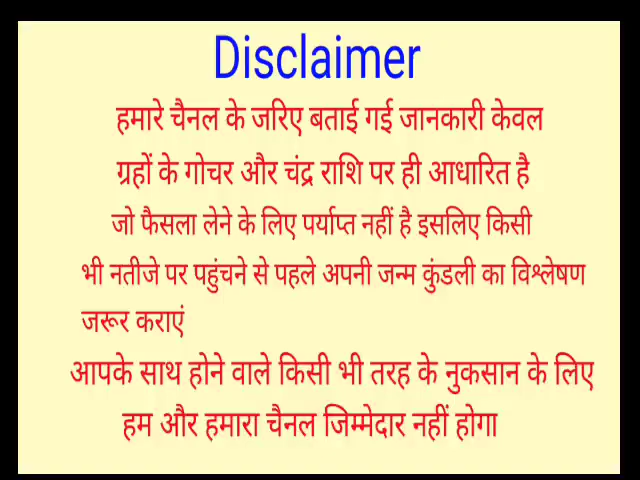 Disclaimer
हमारे चैनल के जरिए बताई गई जानकारी केवल
ग्रहों के गोचर और चंद्र राशि पर ही आधारित है
जो फैसला लेने के लिए पर्याप्त नहीं है इसलिए किसी
भी नतीजे पर पहुंचने से पहले अपनी जन्म कुंडली का विश्लेषण
जरूर कराएं
आपके साथ होने वाले किसी भी तरह के नुकसान के लिए
हम और हमारा चैनल जिम्मेदार नहीं होगा